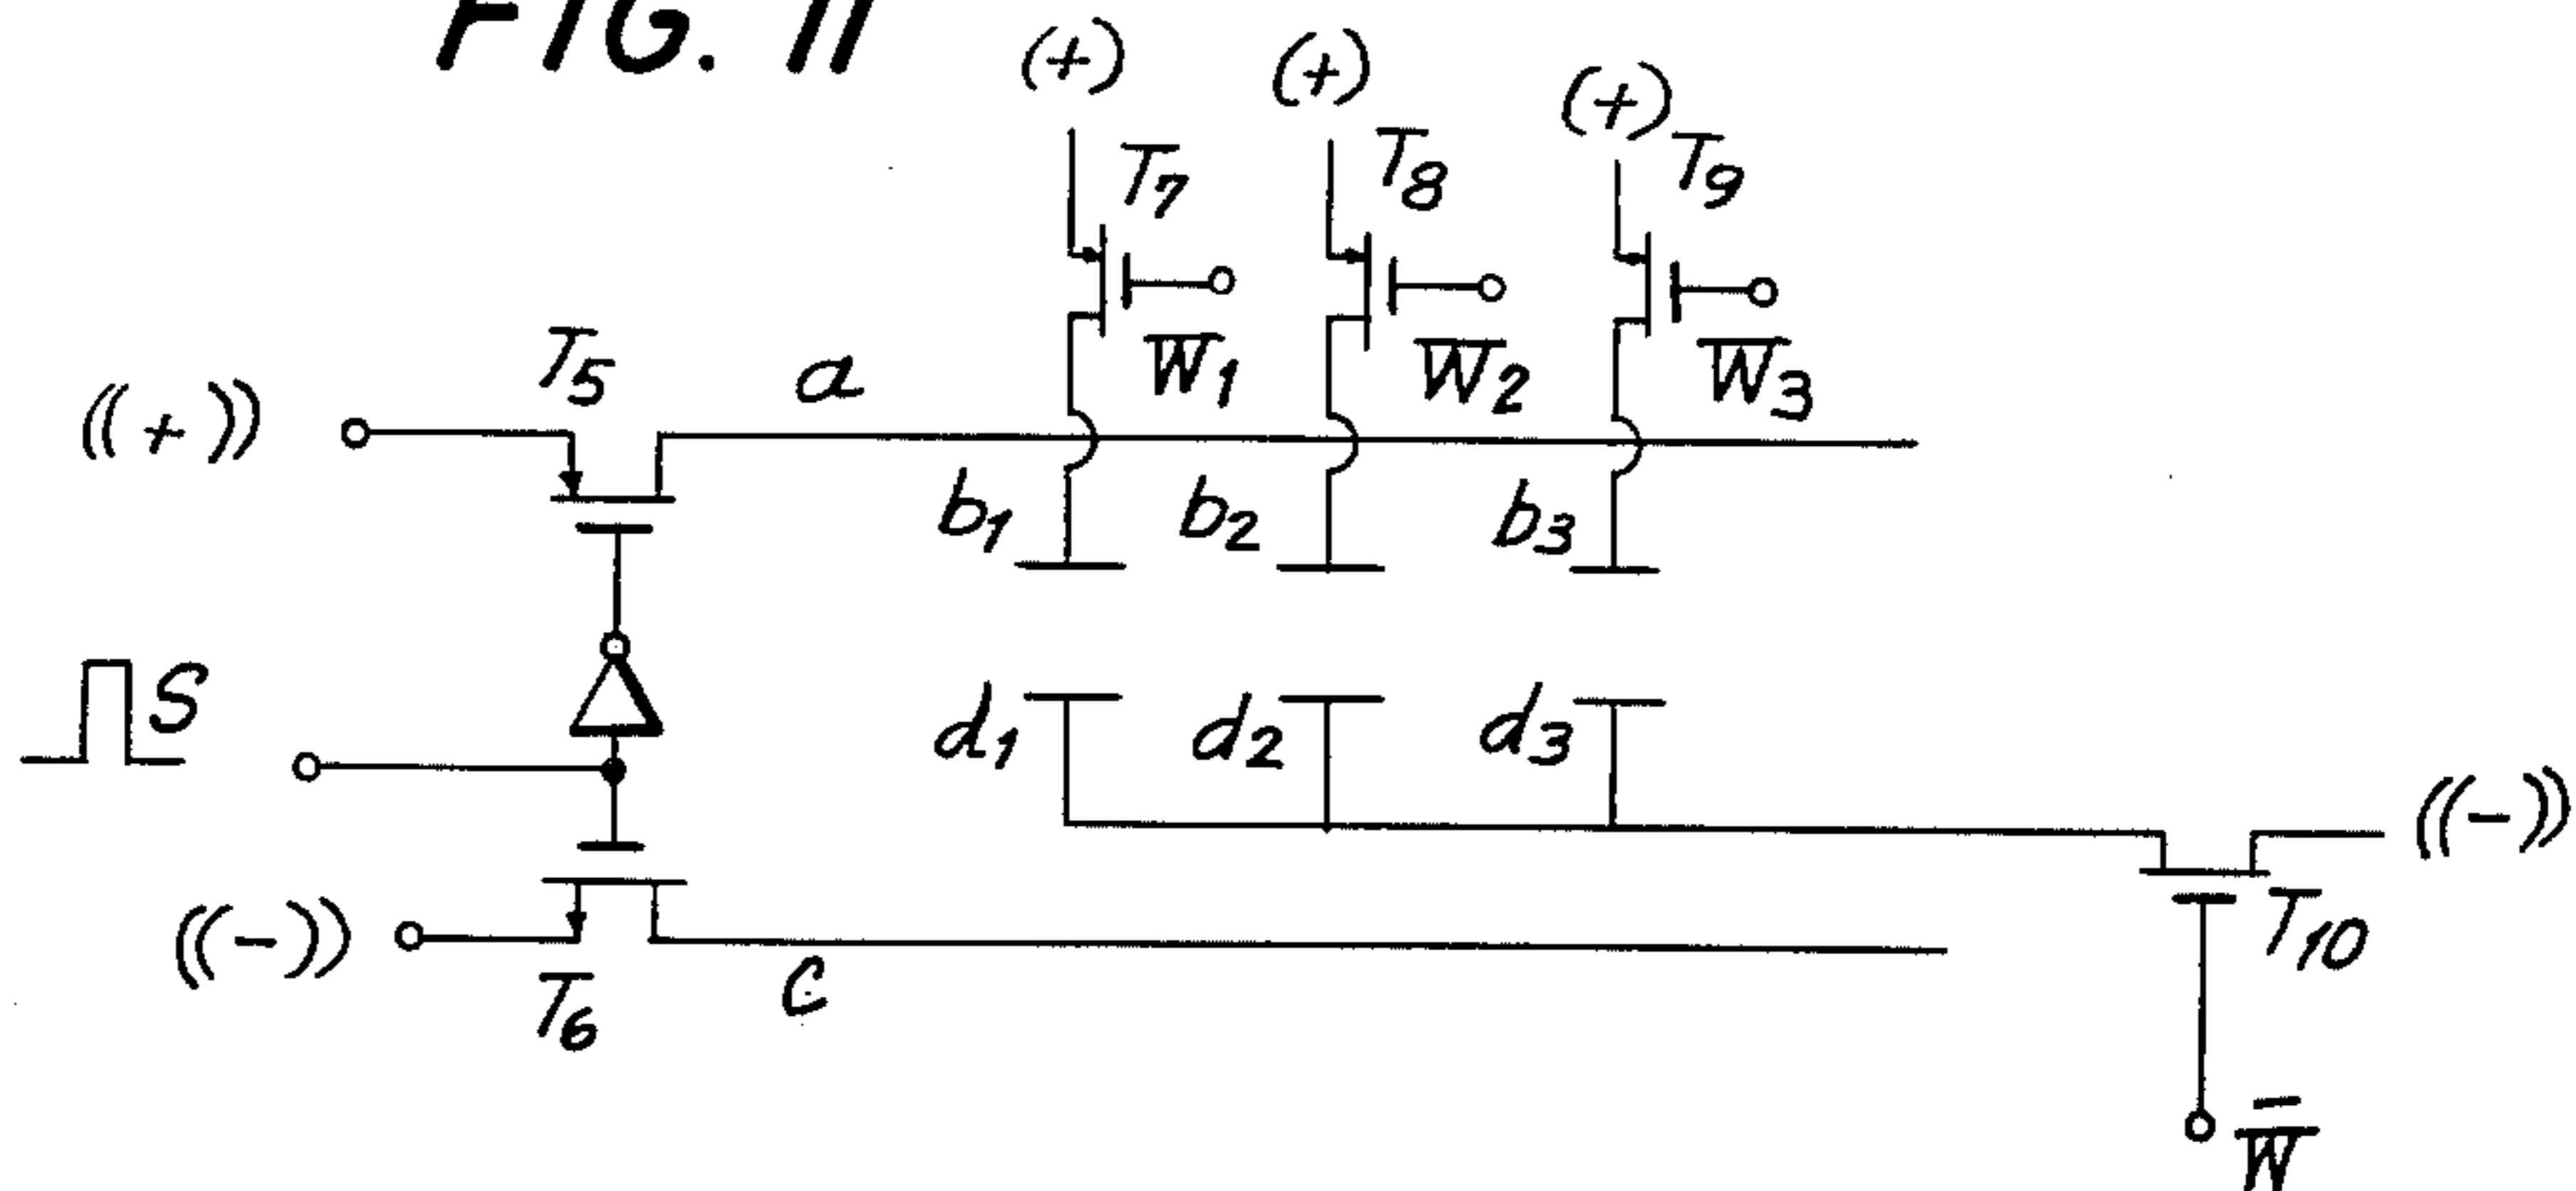 FIG. 11
(+)
(+)
(+)
T7
T8
T9
W1
W2
W3
T5
a
((+))
b1
b2
b3
S
d1
d2
d3
((-))
T10
((-))
T6
c
W̅